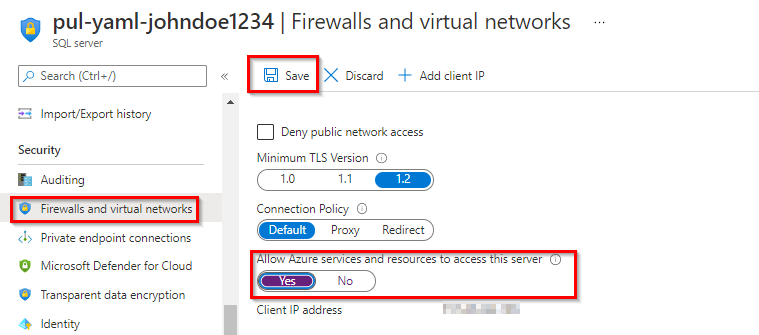 pul-yaml-johndoe1234 | Firewalls and virtual networks ...
SQL server
Search (Ctrl+/)
«
Save
Discard
Add client IP
Import/Export history
Security
Auditing
Firewalls and virtual networks
Private endpoint connections
Microsoft Defender for Cloud
Transparent data encryption
Identity
Deny public network access
Minimum TLS Version
1.0 1.1 1.2
Connection Policy
Default Proxy Redirect
Allow Azure services and resources to access this server
Yes No
Client IP address